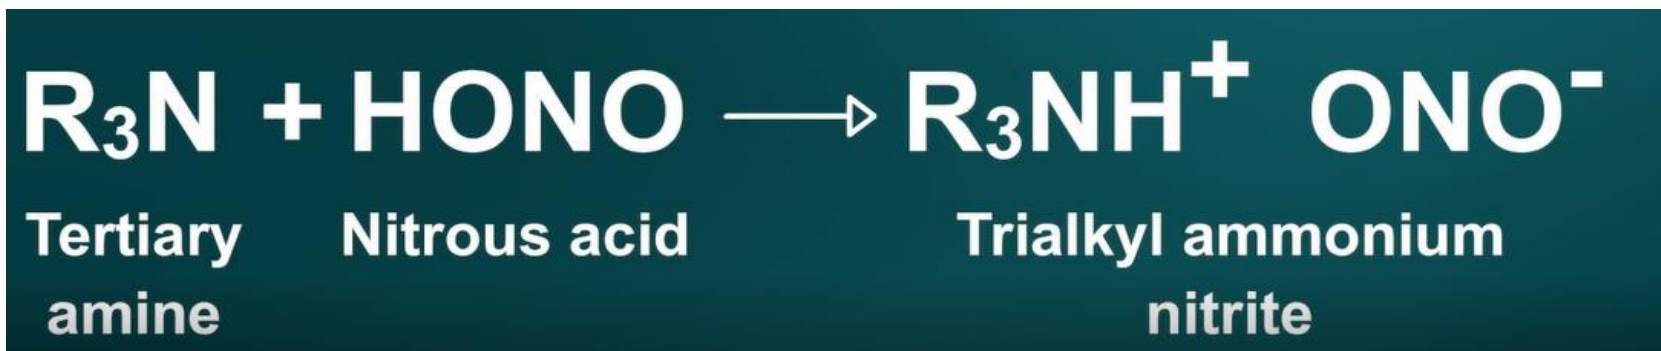 R₃N + HONO ⟶ R₃NH⁺ ONO⁻
Tertiary amine
Nitrous acid
Trialkyl ammonium nitrite